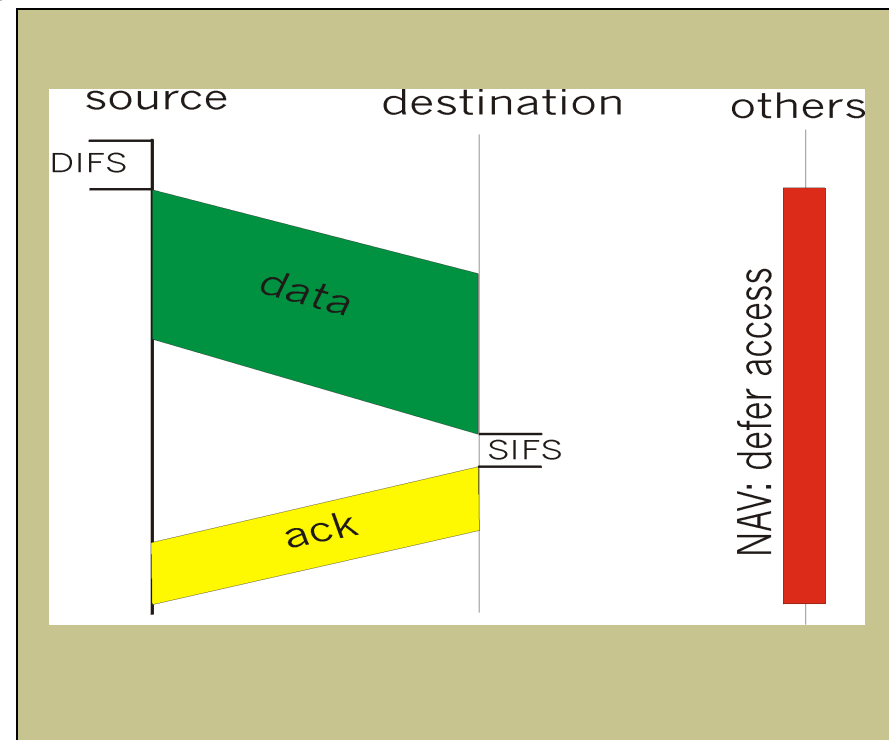 source
destination
others
DIFS
data
SIFS
ack
NAV: defer access